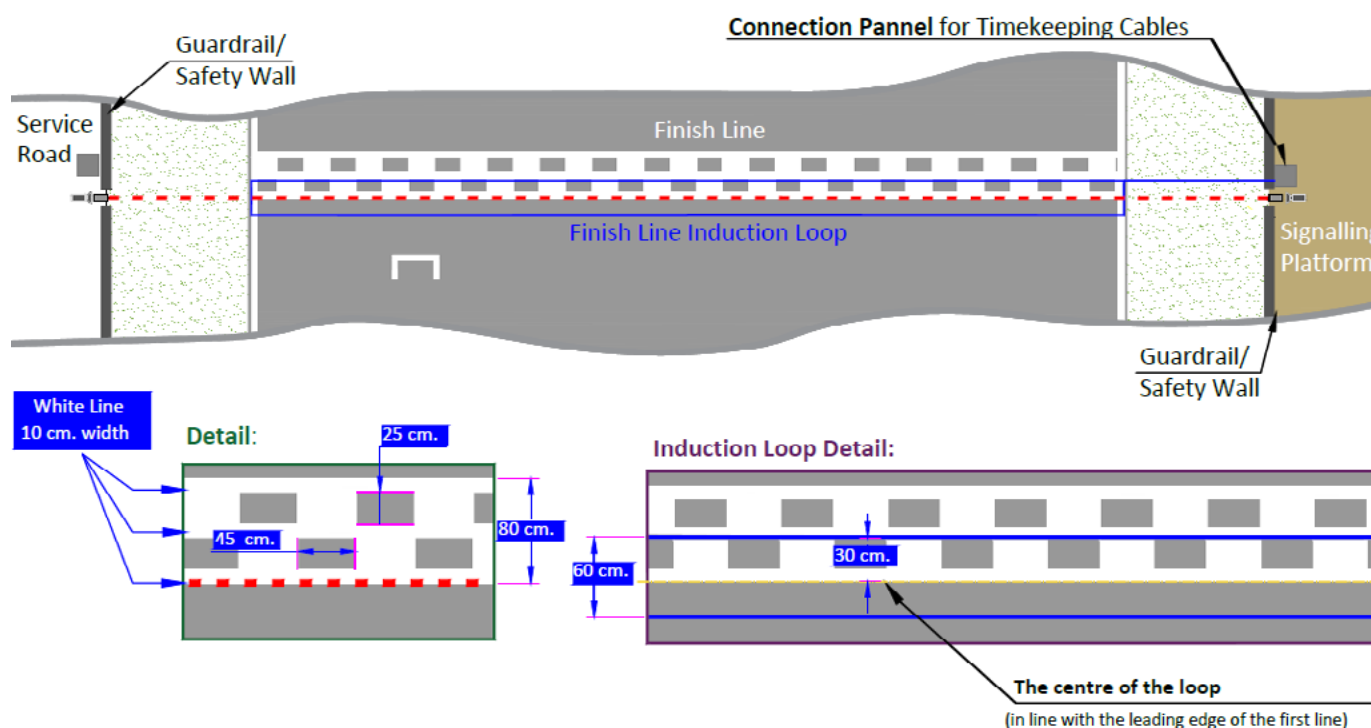 Connection Pannel for Timekeeping Cables
Guardrail/
Safety Wall
Service
Road
Finish Line
Finish Line Induction Loop
Signalling
Platform
Guardrail/
Safety Wall
White Line
10 cm. width
Detail:
25 cm.
45 cm.
80 cm.
Induction Loop Detail:
30 cm.
60 cm.
The centre of the loop
(in line with the leading edge of the first line)